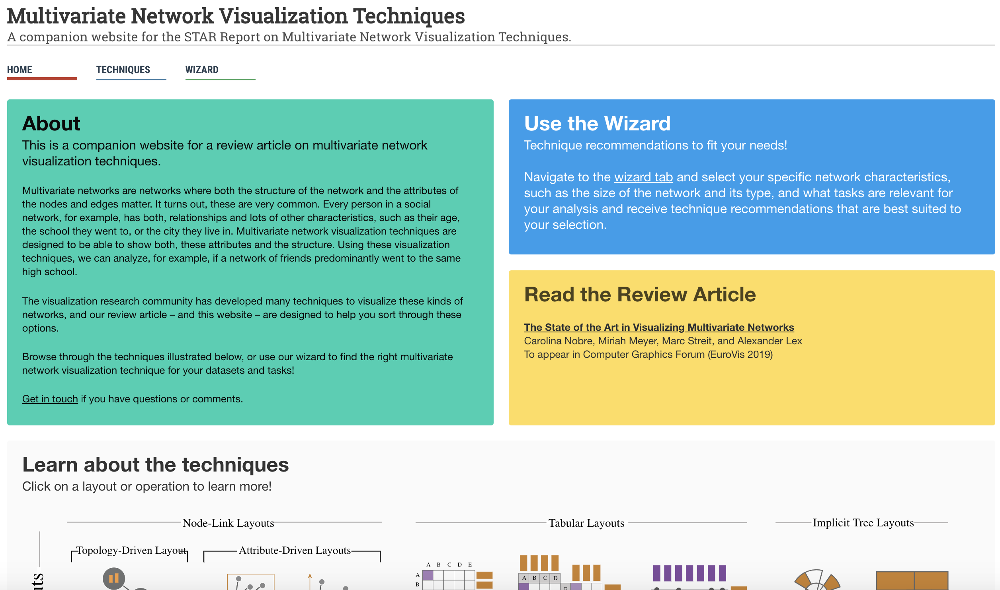 Multivariate Network Visualization Techniques
A companion website for the STAR Report on Multivariate Network Visualization Techniques.
HOME TECHNIQUES WIZARD
About
This is a companion website for a review article on multivariate network
visualization techniques.
Multivariate networks are networks where both the structure of the network and the attributes of
the nodes and edges matter. It turns out, these are very common. Every person in a social
network, for example, has both, relationships and lots of other characteristics, such as their age,
the school they went to, or the city they live in. Multivariate network visualization techniques are
designed to be able to show both, these attributes and the structure. Using these visualization
techniques, we can analyze, for example, if a network of friends predominantly went to the same
high school.
The visualization research community has developed many techniques to visualize these kinds of
networks, and our review article – and this website – are designed to help you sort through these
options.
Browse through the techniques illustrated below, or use our wizard to find the right multivariate
network visualization technique for your datasets and tasks!
Get in touch if you have questions or comments.
Use the Wizard
Technique recommendations to fit your needs!
Navigate to the wizard tab and select your specific network characteristics,
such as the size of the network and its type, and what tasks are relevant for
your analysis and receive technique recommendations that are best suited to
your selection.
Read the Review Article
The State of the Art in Visualizing Multivariate Networks
Carolina Nobre, Miriah Meyer, Marc Streit, and Alexander Lex
To appear in Computer Graphics Forum (EuroVis 2019)
Learn about the techniques
Click on a layout or operation to learn more!
Node-Link Layouts
Tabular Layouts
Implicit Tree Layouts
Topology-Driven Layout
Attribute-Driven Layouts
A B C D E
A
B
A B C D